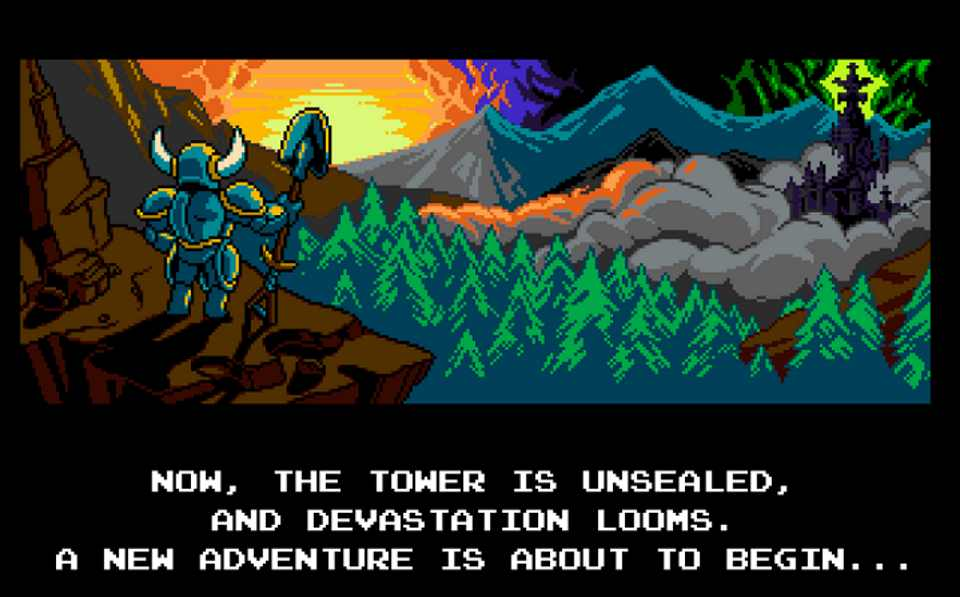 NOW, THE TOWER IS UNSEALED,
AND DEVASTATION LOOMS.
A NEW ADVENTURE IS ABOUT TO BEGIN...